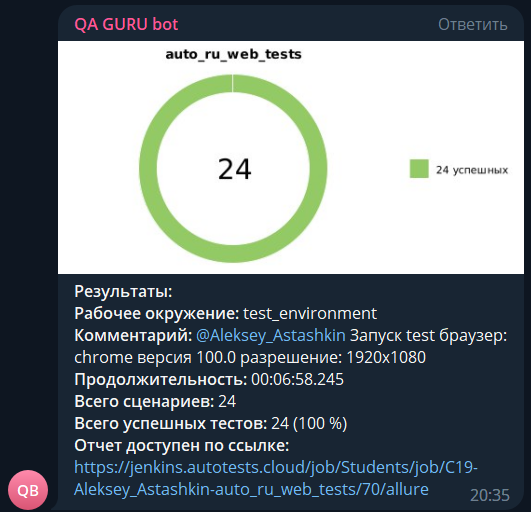 QA GURU bot
Ответить
auto_ru_web_tests
24
24 успешных
Результаты:
Рабочее окружение: test_environment
Комментарий: @Aleksey_Astashkin Запуск test браузер:
chrome версия 100.0 разрешение: 1920x1080
Продолжительность: 00:06:58.245
Всего сценариев: 24
Всего успешных тестов: 24 (100 %)
Отчет доступен по ссылке:
https://jenkins.autotests.cloud/job/Students/job/C19-
Aleksey_Astashkin-auto_ru_web_tests/70/allure
20:35
QB